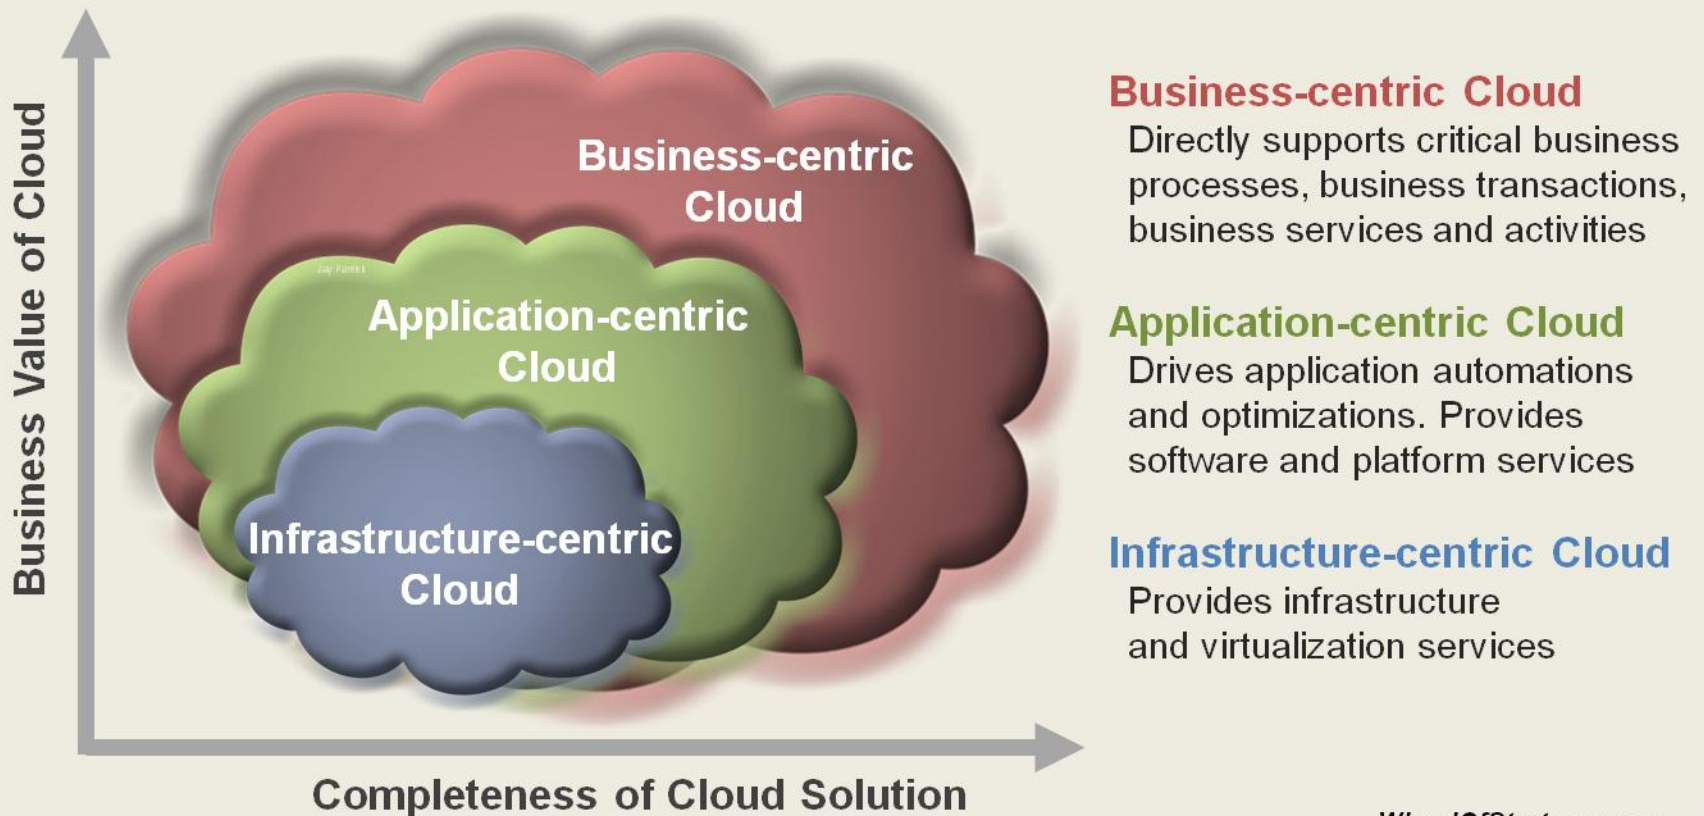 Business Value of Cloud
Business-centric
Cloud
Application-centric
Cloud
Infrastructure-centric
Cloud
Completeness of Cloud Solution
Business-centric Cloud
Directly supports critical business
processes, business transactions,
business services and activities
Application-centric Cloud
Drives application automations
and optimizations. Provides
software and platform services
Infrastructure-centric Cloud
Provides infrastructure
and virtualization services